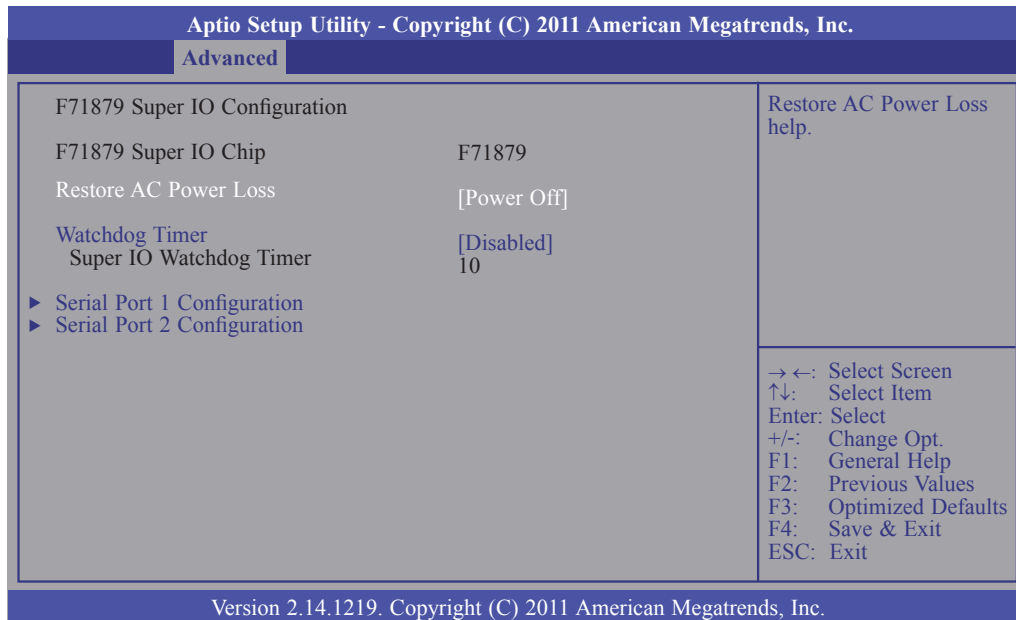 Aptio Setup Utility - Copyright (C) 2011 American Megatrends, Inc.
Advanced
F71879 Super IO Configuration
F71879 Super IO Chip F71879
Restore AC Power Loss [Power Off]
Watchdog Timer [Disabled]
Super IO Watchdog Timer 10
▶ Serial Port 1 Configuration
▶ Serial Port 2 Configuration
Restore AC Power Loss
help.
→ ←: Select Screen
↑↓: Select Item
Enter: Select
+/-: Change Opt.
F1: General Help
F2: Previous Values
F3: Optimized Defaults
F4: Save & Exit
ESC: Exit
Version 2.14.1219. Copyright (C) 2011 American Megatrends, Inc.